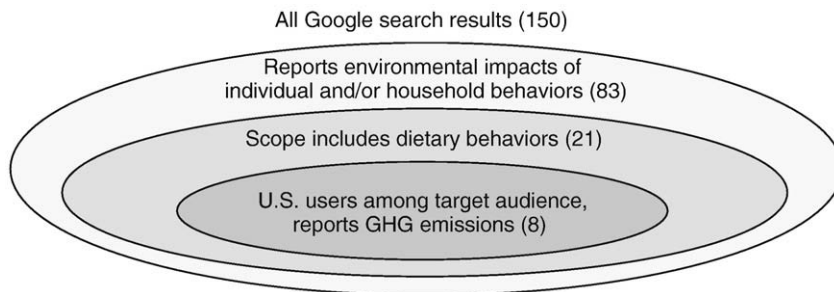 All Google search results (150)
Reports environmental impacts of
individual and/or household behaviors (83)
Scope includes dietary behaviors (21)
U.S. users among target audience,
reports GHG emissions (8)